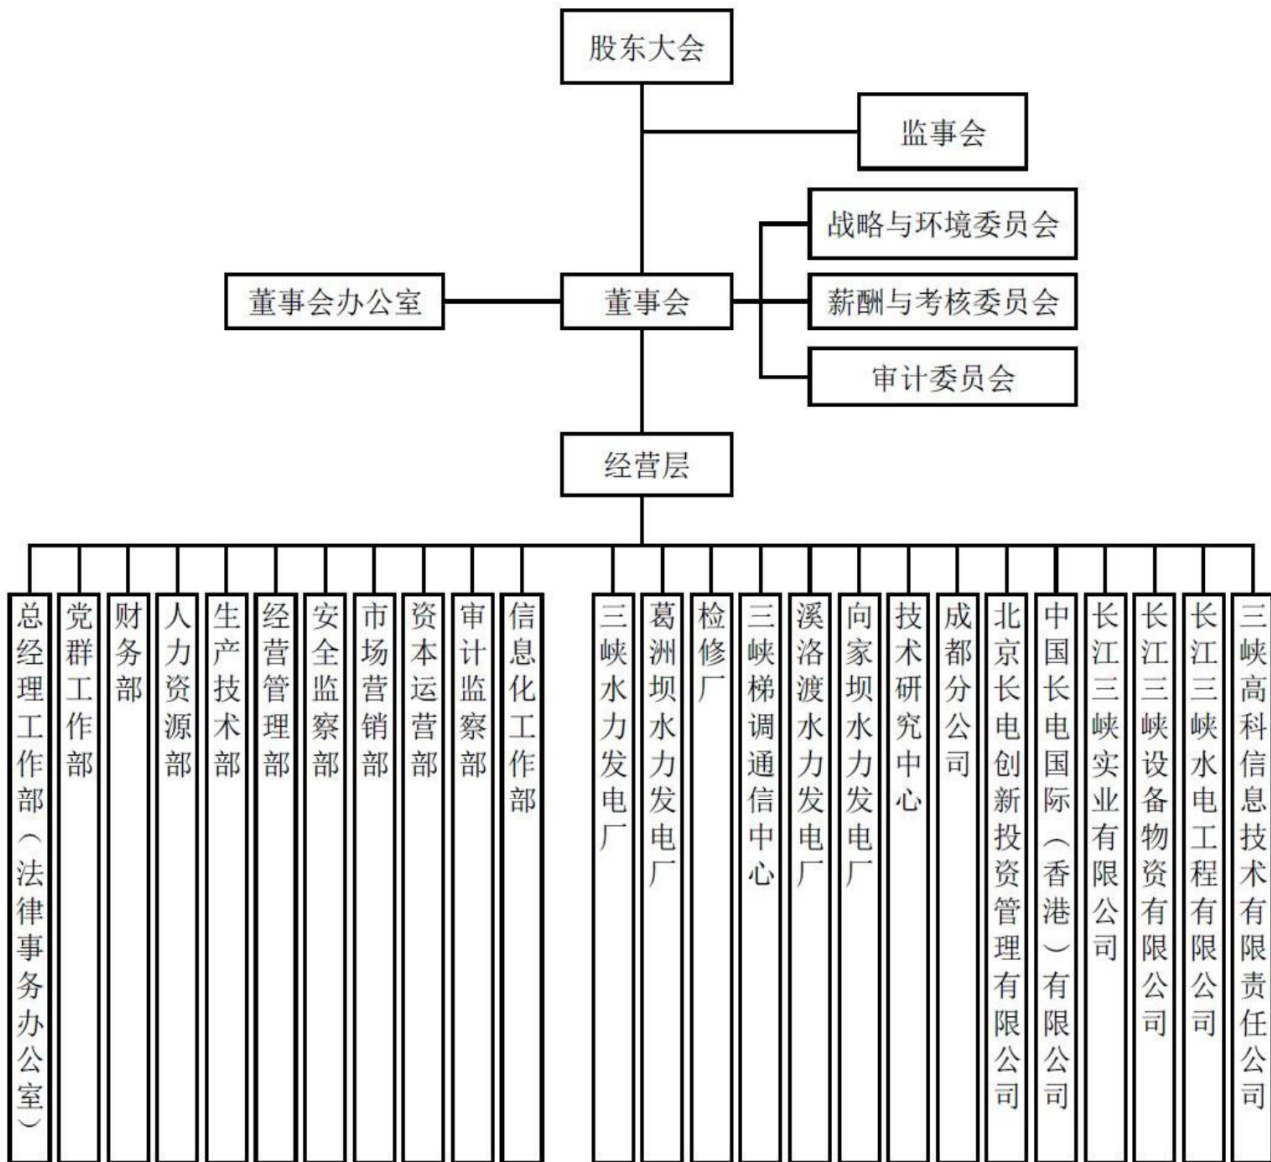 股东大会
监事会
战略与环境委员会
董事会办公室
董事会
薪酬与考核委员会
审计委员会
经营层
总经理工作部（法律事务办公室）
党群工作部
财务部
人力资源部
生产技术部
经营管理部
安全监察部
市场营销部
资本运营部
审计监察部
信息化工作部
三峡水力发电厂
葛洲坝水力发电厂
检修厂
三峡梯调通信中心
溪洛渡水力发电厂
向家坝水力发电厂
技术研究中心
成都分公司
北京长电创新投资管理有限公司
中国长电国际（香港）有限公司
长江三峡实业有限公司
长江三峡设备物资有限公司
长江三峡水电工程有限公司
三峡高科信息技术有限责任公司